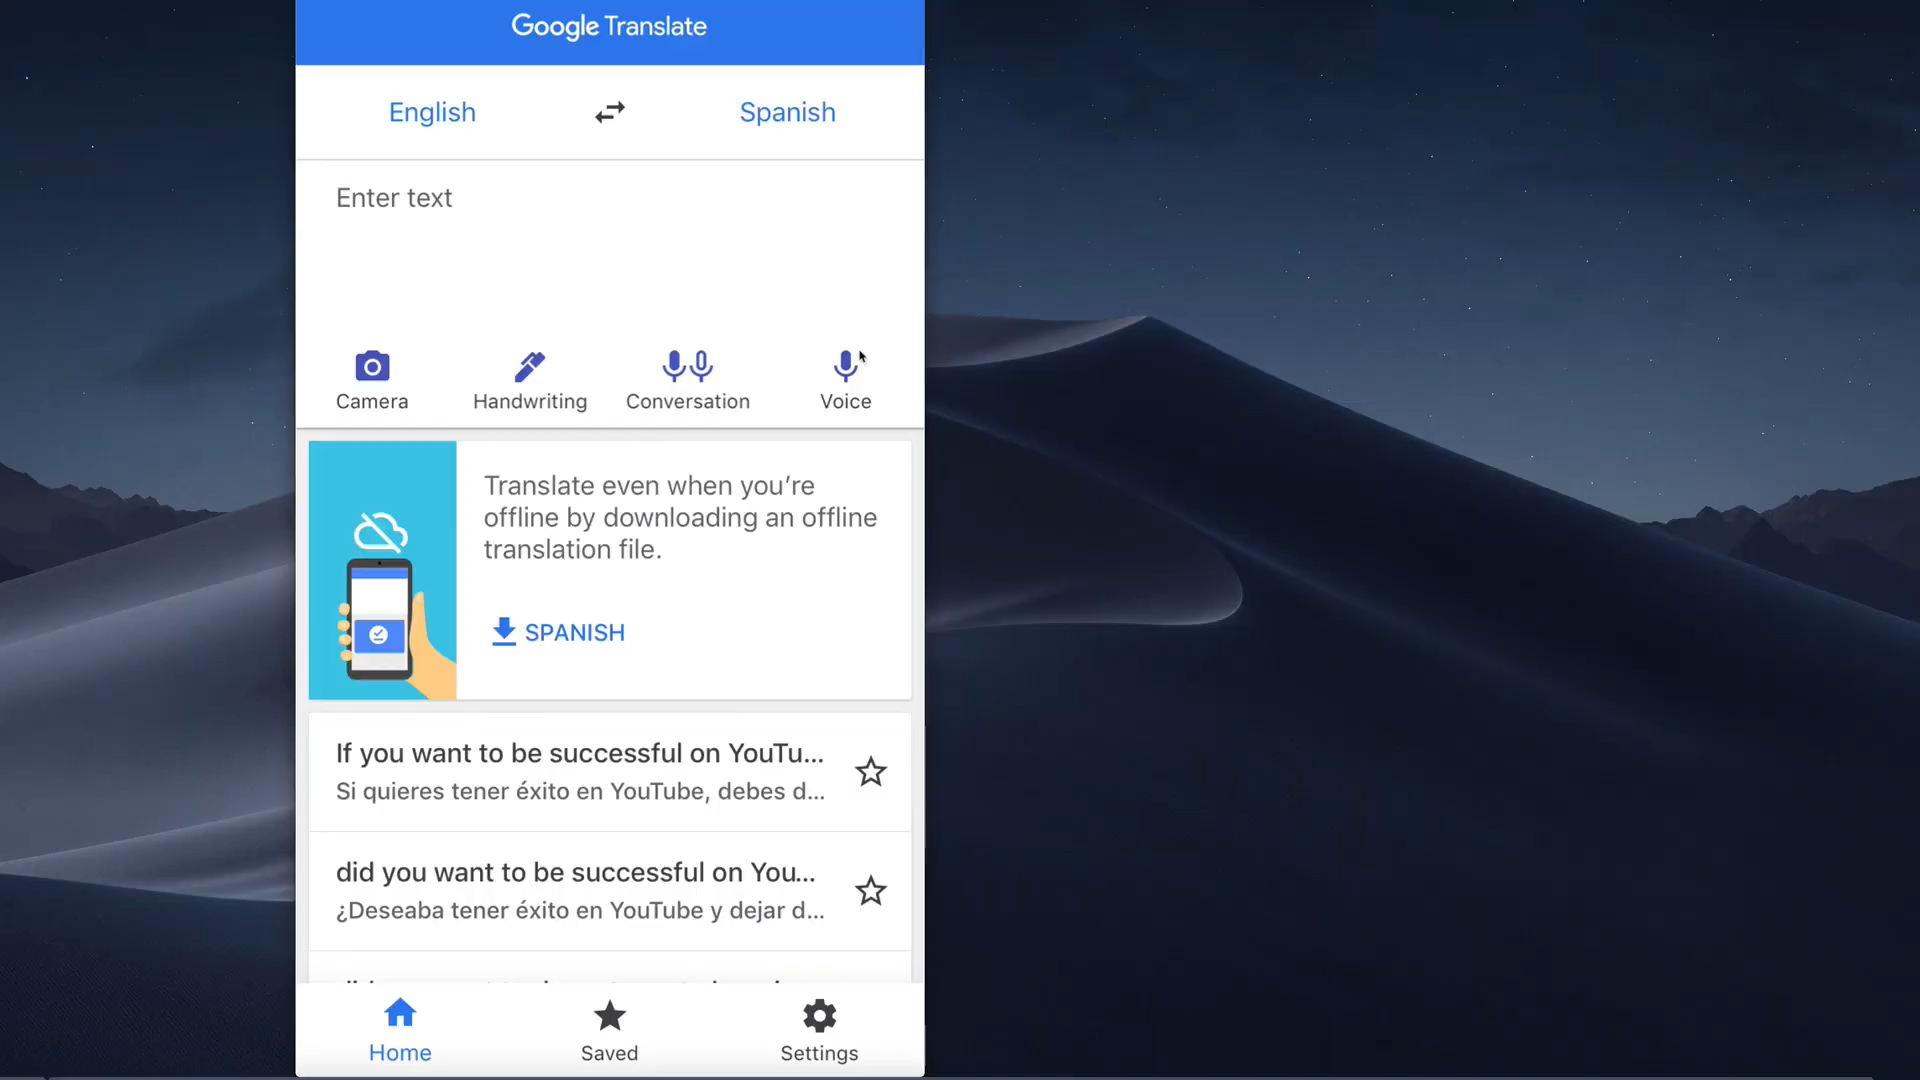 Google Translate
English
Spanish
Enter text
Camera
Handwriting
Conversation
Voice
Translate even when you’re
offline by downloading an offline
translation file.
SPANISH
If you want to be successful on YouTu...
Si quieres tener éxito en YouTube, debes d...
did you want to be successful on You...
¿Deseaba tener éxito en YouTube y dejar d...
Home
Saved
Settings